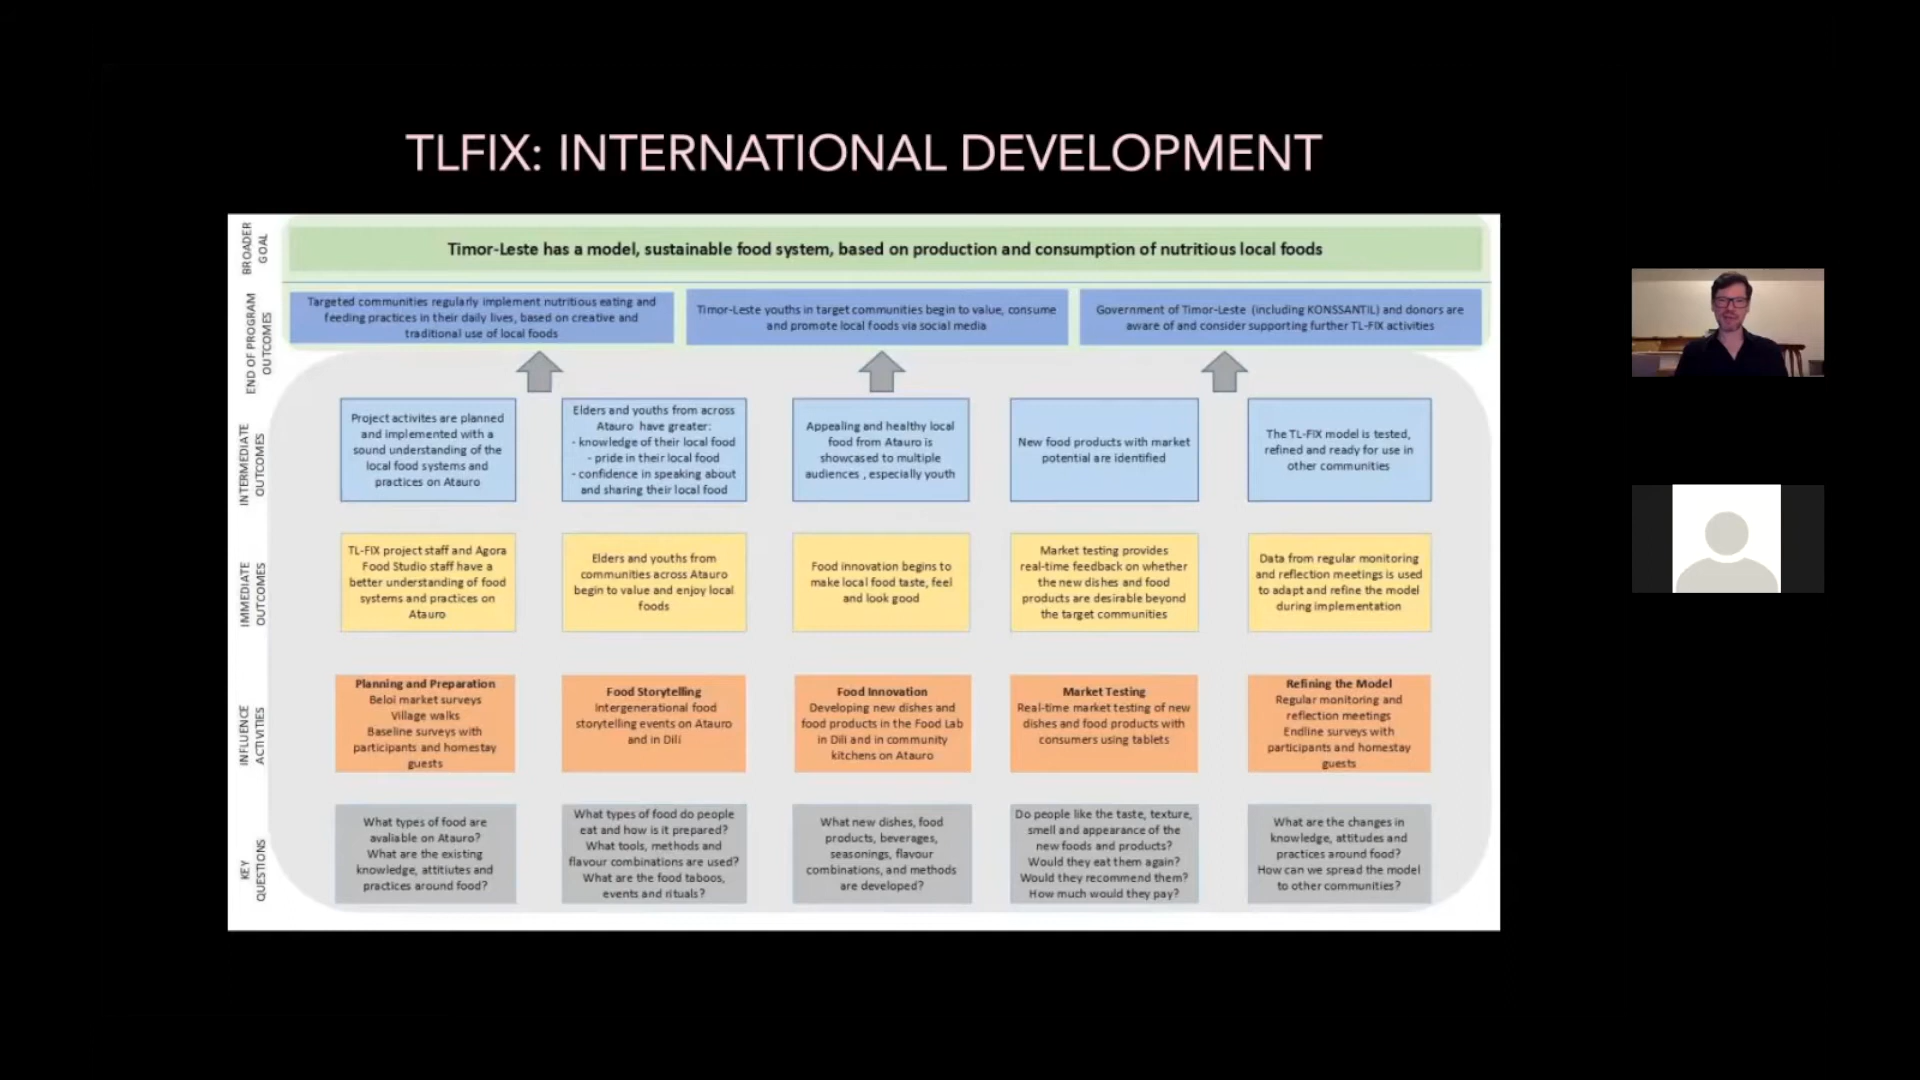 TLFIX: INTERNATIONAL DEVELOPMENT
BROADER
GOAL
Timor-Leste has a model, sustainable food system, based on production and consumption of nutritious local foods
END OF PROGRAM
OUTCOMES
Targeted communities regularly implement nutritious eating and
feeding practices in their daily lives, based on creative and
traditional use of local foods
Timor-Leste youths in target communities begin to value, consume
and promote local foods via social media
Government of Timor-Leste (including KONSSANTIL) and donors are
aware of and consider supporting further TL-FIX activities
INTERMEDIATE
OUTCOMES
Project activites are planned
and implemented with a
sound understanding of the
local food systems and
practices on Atauro
Elders and youths from across
Atauro have greater:
- knowledge of their local food
- pride in their local food
- confidence in speaking about
and sharing their local food
Appealing and healthy local
food from Atauro is
showcased to multiple
audiences , especially youth
New food products with market
potential are identified
The TL-FIX model is tested,
refined and ready for use in
other communities
IMMEDIATE
OUTCOMES
TL-FIX project staff and Agora
Food Studio staff have a
better understanding of food
systems and practices on
Atauro
Elders and youths from
communities across Atauro
begin to value and enjoy local
foods
Food innovation begins to
make local food taste, feel
and look good
Market testing provides
real-time feedback on whether
the new dishes and food
products are desirable beyond
the target communities
Data from regular monitoring
and reflection meetings is used
to adapt and refine the model
during implementation
INFLUENCE
ACTIVITIES
Planning and Preparation
Beloi market surveys
Village walks
Baseline surveys with
participants and homestay
guests
Food Storytelling
Intergenerational food
storytelling events on Atauro
and in Dili
Food Innovation
Developing new dishes and
food products in the Food Lab
in Dili and in community
kitchens on Atauro
Market Testing
Real-time market testing of new
dishes and food products with
consumers using tablets
Refining the Model
Regular monitoring and
reflection meetings
Endline surveys with
participants and homestay
guests
KEY
QUESTIONS
What types of food are
avaliable on Atauro?
What are the existing
knowledge, attitiutes and
practices around food?
What types of food do people
eat and how is it prepared?
What tools, methods and
flavour combinations are used?
What are the food taboos,
events and rituals?
What new dishes, food
products, beverages,
seasonings, flavour
combinations, and methods
are developed?
Do people like the taste, texture,
smell and appearance of the
new foods and products?
Would they eat them again?
Would they recommend them?
How much would they pay?
What are the changes in
knowledge, attitudes and
practices around food?
How can we spread the model
to other communities?